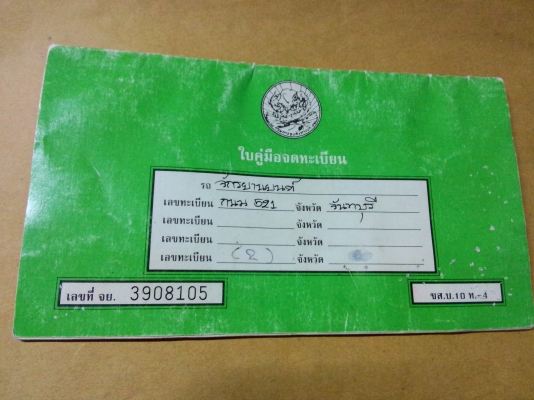 ใบคู่มือจดทะเบียน
รถ จักรยานยนต์
เลขทะเบียน กนม 521 จังหวัด จันทบุรี
เลขทะเบียน จังหวัด
เลขทะเบียน จังหวัด
เลขทะเบียน (2) จังหวัด
เลขที่ จย. 3908105
ขส.บ.10 ท.-4